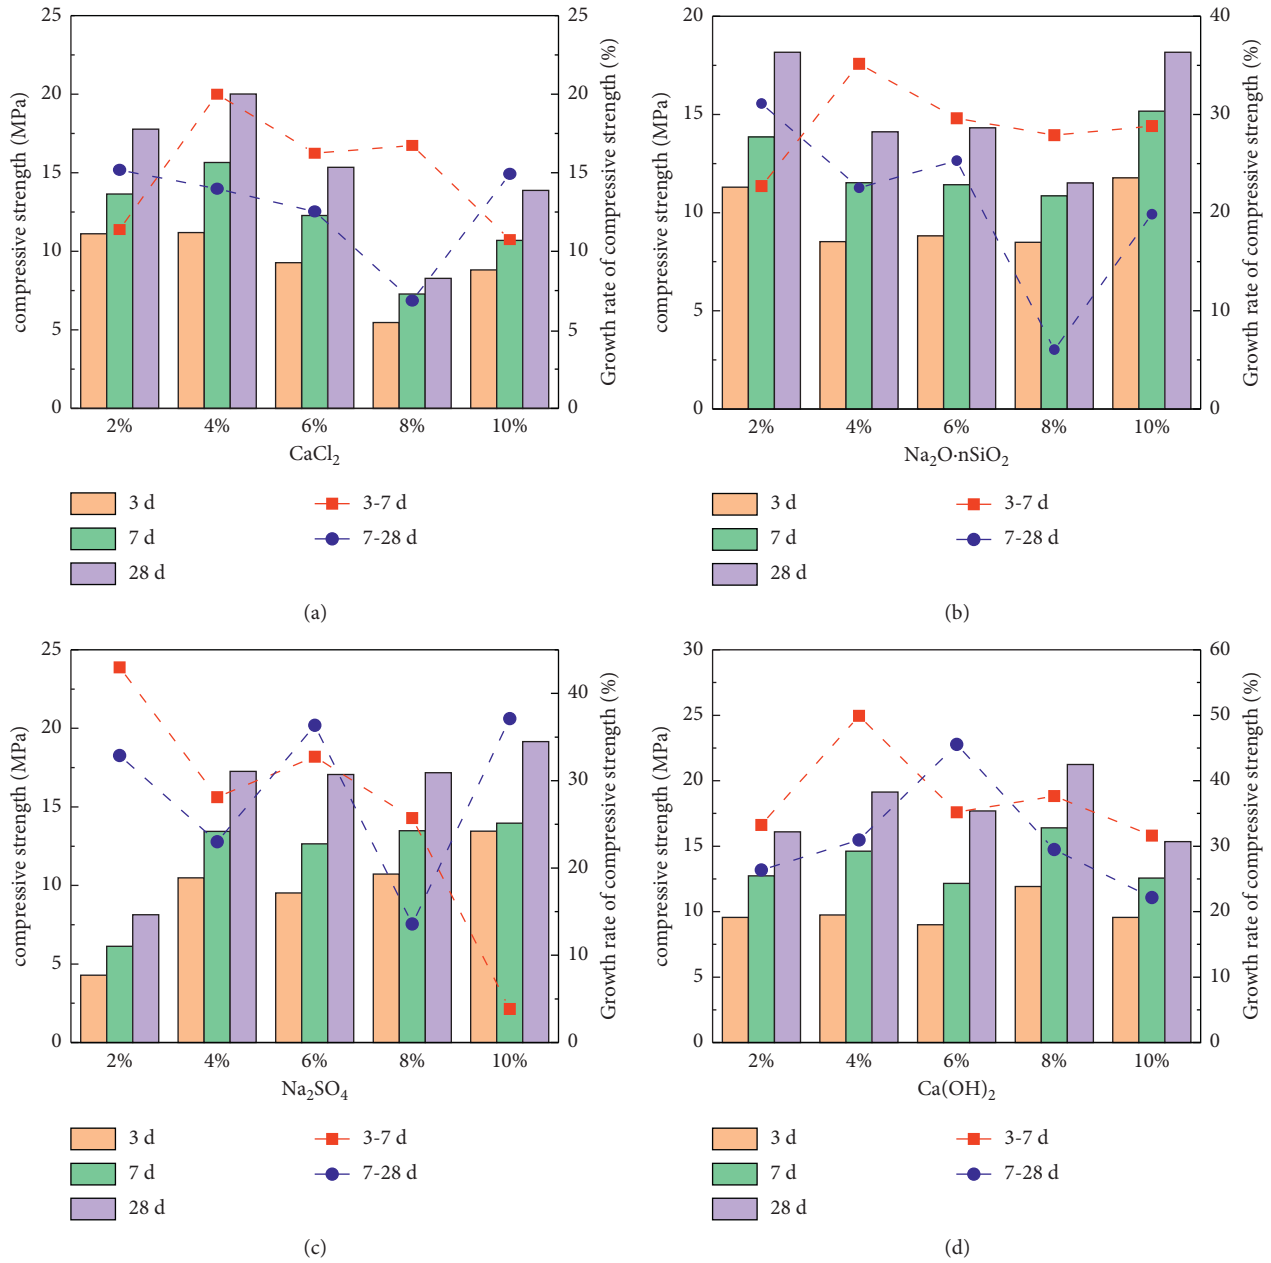 compressive strength (MPa)
25
20
15
10
5
0
25
20
15
10
5
0
Growth rate of compressive strength (%)
2% 4% 6% 8% 10%
CaCl₂
3 d 3-7 d
7 d 7-28 d
28 d
(a)
compressive strength (MPa)
20
15
10
5
0
40
30
20
10
0
Growth rate of compressive strength (%)
2% 4% 6% 8% 10%
Na₂O·nSiO₂
3 d 3-7 d
7 d 7-28 d
28 d
(b)
compressive strength (MPa)
25
20
15
10
5
0
40
30
20
10
0
Growth rate of compressive strength (%)
2% 4% 6% 8% 10%
Na₂SO₄
3 d 3-7 d
7 d 7-28 d
28 d
(c)
compressive strength (MPa)
30
25
20
15
10
5
0
60
50
40
30
20
10
0
Growth rate of compressive strength (%)
2% 4% 6% 8% 10%
Ca(OH)₂
3 d 3-7 d
7 d 7-28 d
28 d
(d)